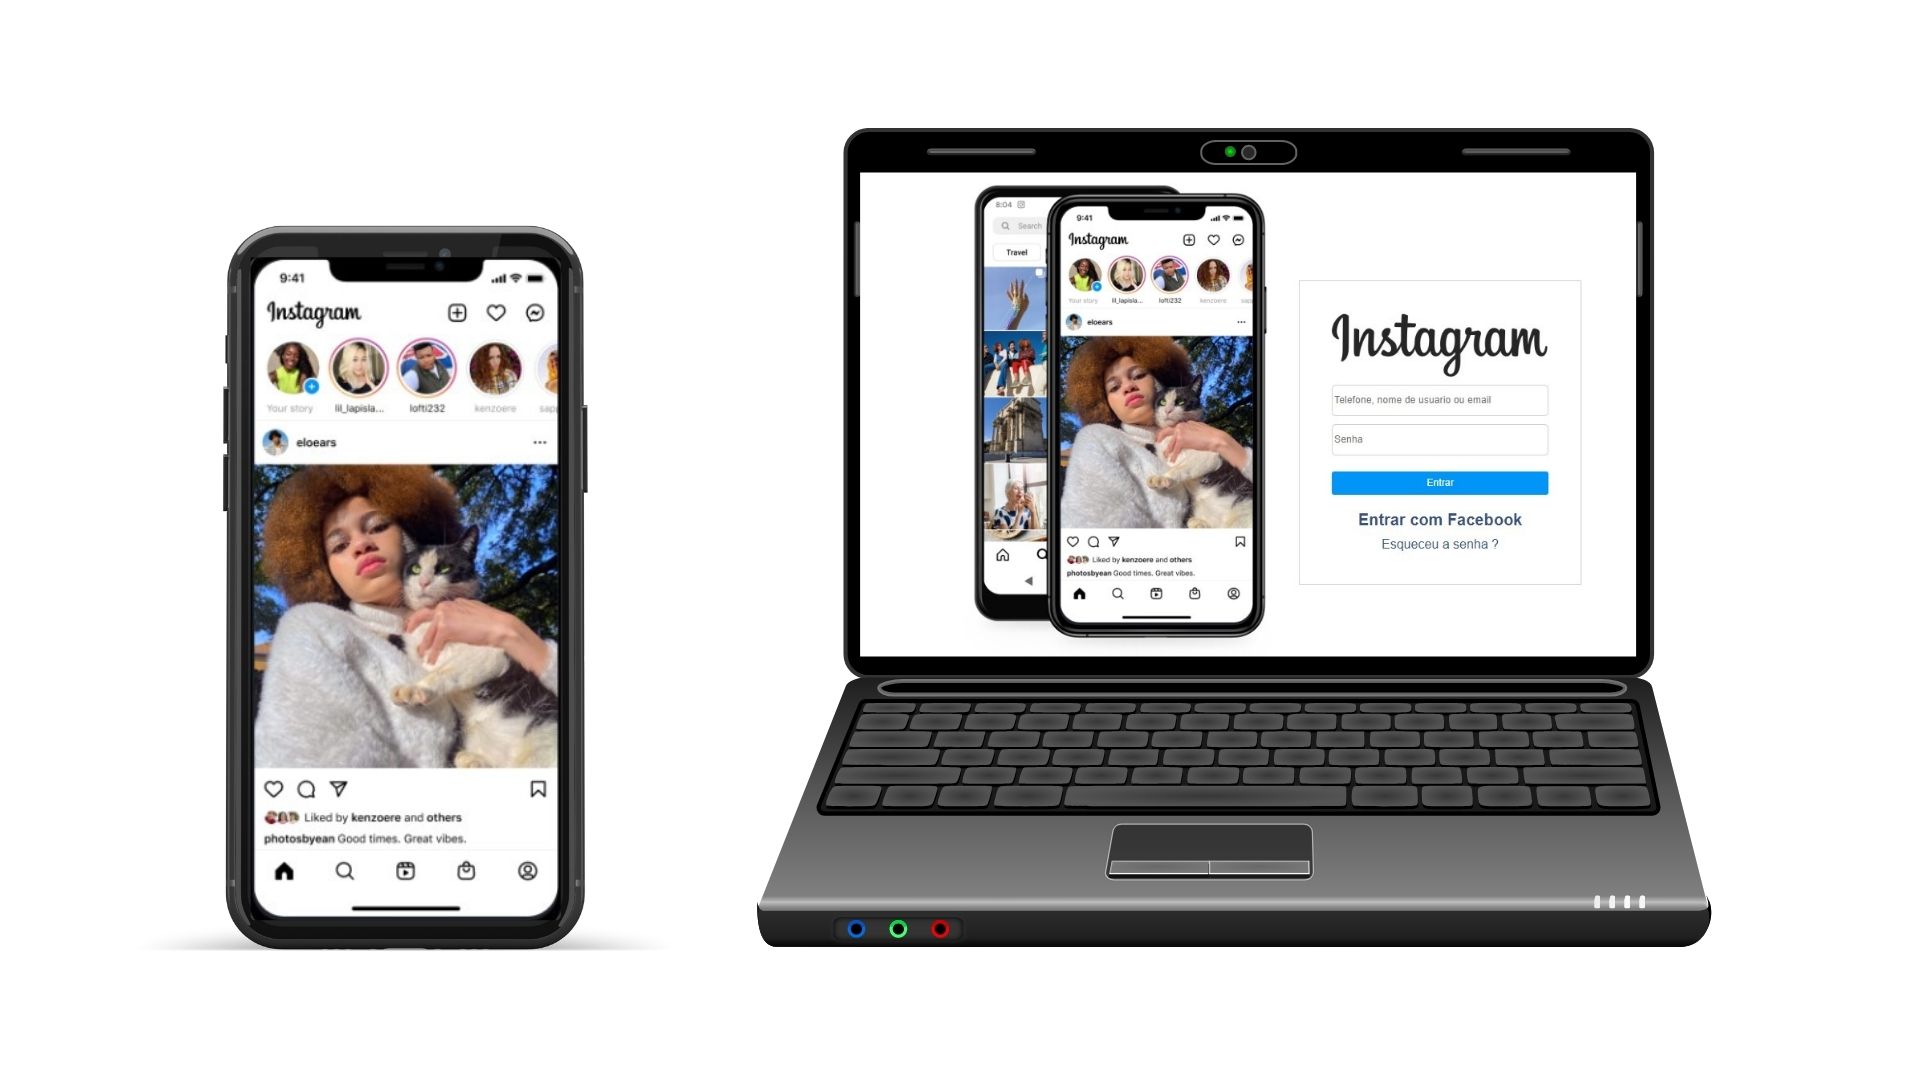 9:41
Instagram
Your story lil_lapisla... lofti232 kenzoere sap
eloears
Liked by kenzoere and others
photosbyean Good times. Great vibes.
8:04
Search
Travel
9:41
Instagram
Your story lil_lapisla... lofti232 kenzoere sap
eloears
Liked by kenzoere and others
photosbyean Good times. Great vibes.
Instagram
Telefone, nome de usuario ou email
Senha
Entrar
Entrar com Facebook
Esqueceu a senha ?